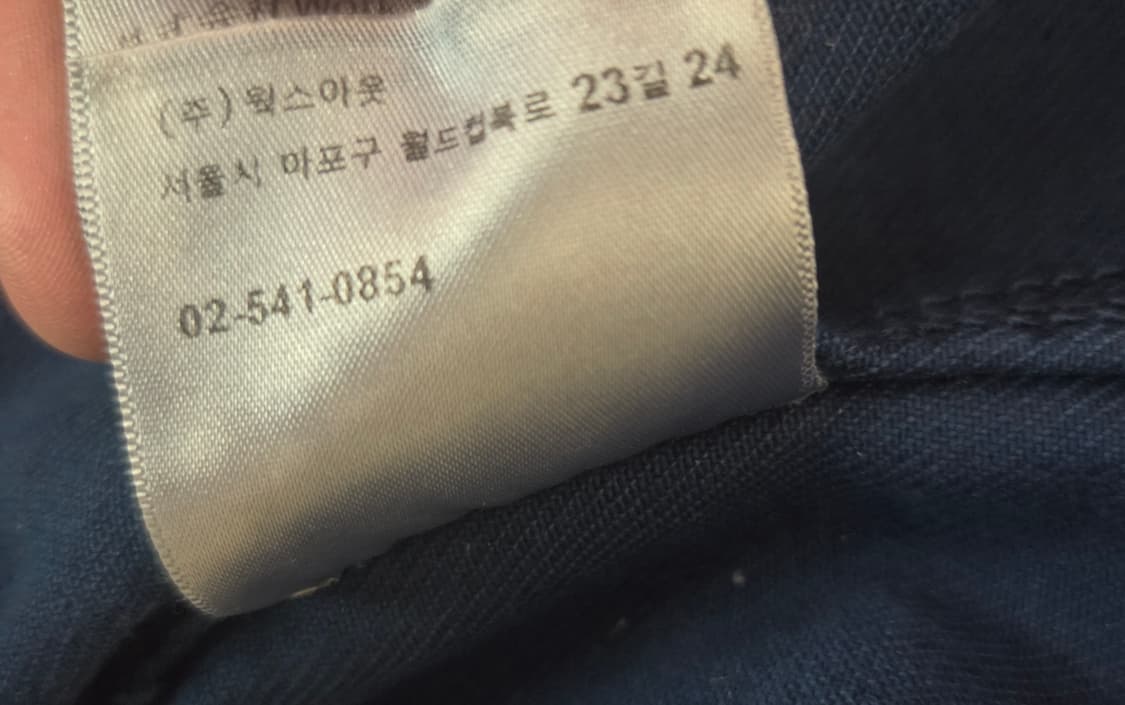 (주) 웍스아웃
서울시 마포구 월드컵북로 23길 24
02-541-0854